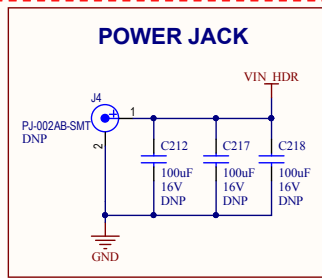 POWER JACK
VIN_HDR
J4
1
PJ-002AB-SMT
DNP
2
C212
100uF
16V
DNP
C217
100uF
16V
DNP
C218
100uF
16V
DNP
GND